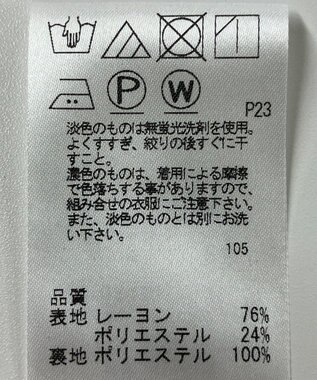 P W
P23
淡色のものは無蛍光洗剤を使用。
よくすすぎ、絞りの後すぐに干
すこと。
濃色のものは、着用による摩擦
で色落ちする事がありますので、
組み合せの衣服にご注意下さい。
また、淡色のものとは別にお洗
い下さい。
105
品質
表地 レーヨン 76%
ポリエステル 24%
裏地 ポリエステル 100%